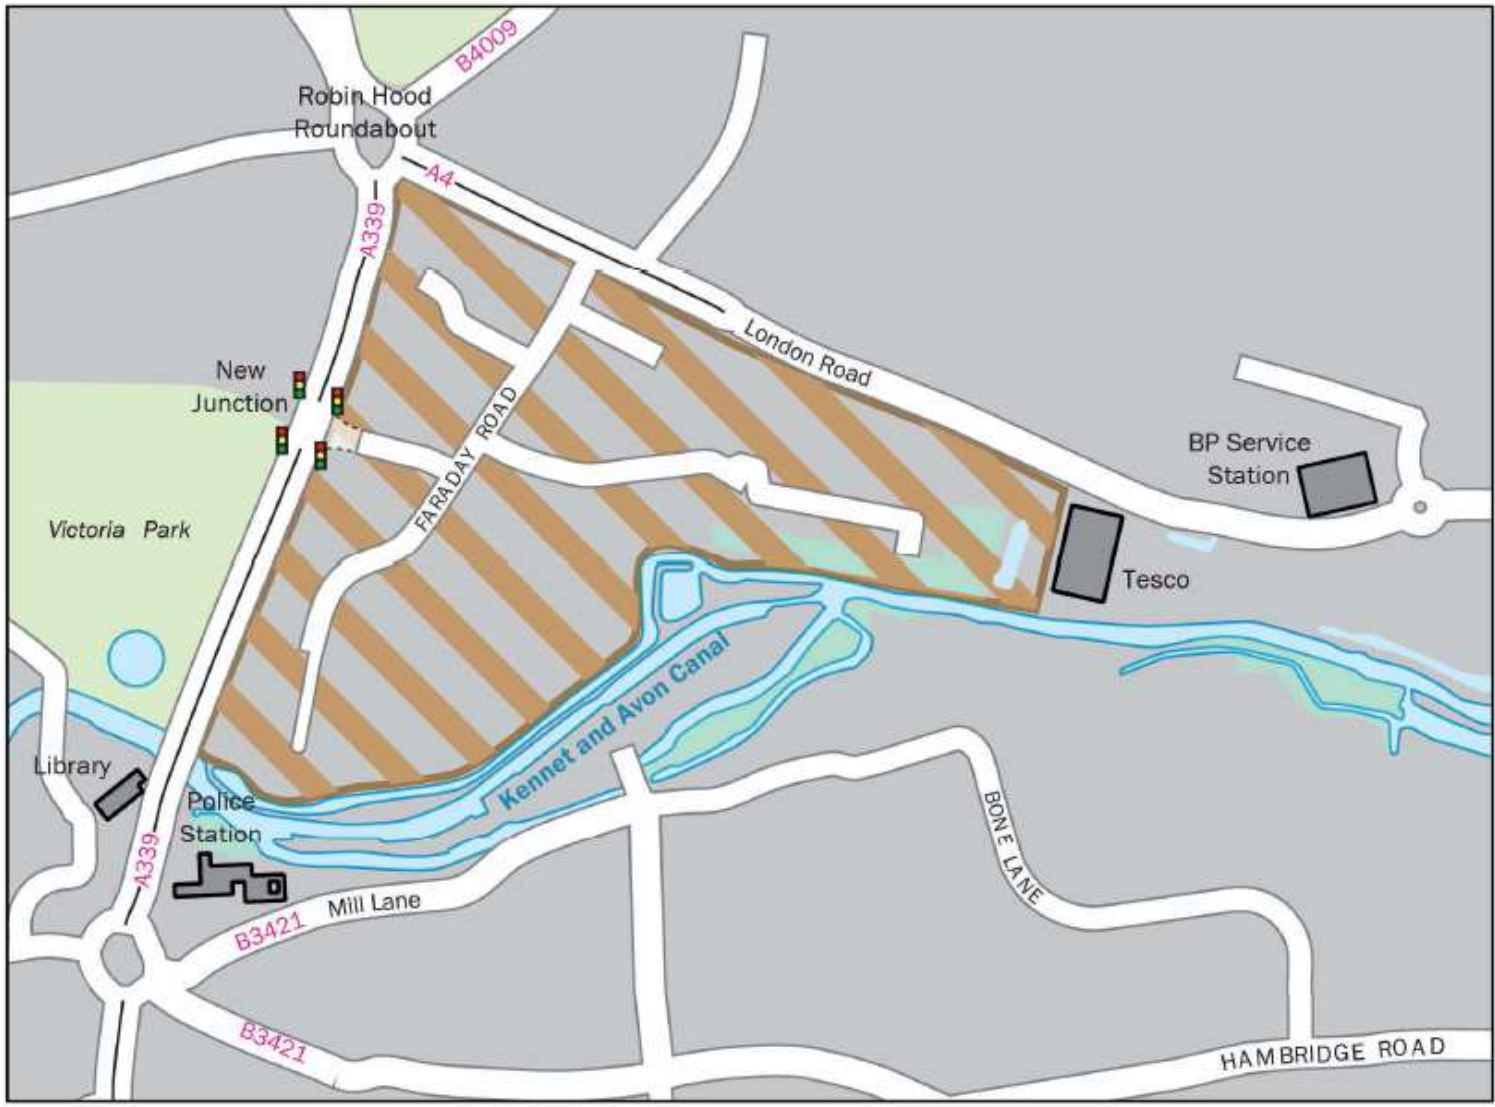 B4009
Robin Hood
Roundabout
A4
A339
London Road
New
Junction
FARADAY ROAD
BP Service
Station
Victoria Park
Tesco
Kennet and Avon Canal
Library
Police
Station
A339
BONE LANE
Mill Lane
B3421
B3421
HAMBRIDGE ROAD